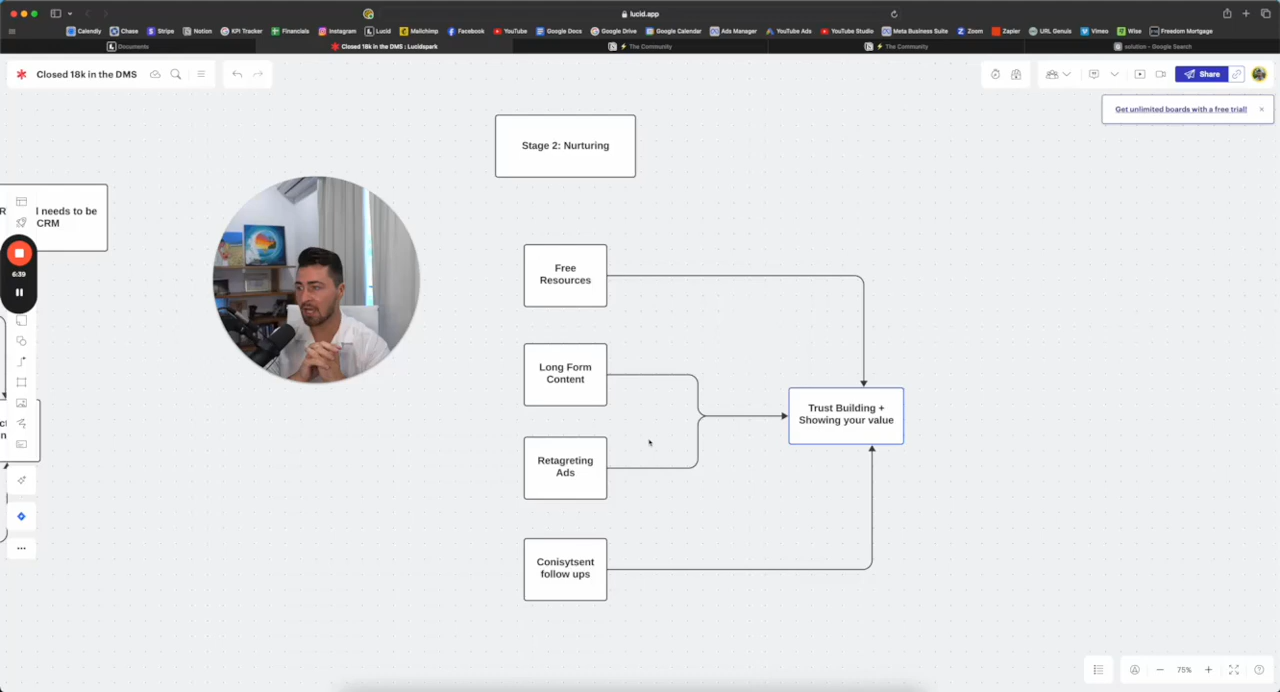 lucid.app
Calendly
Chase
Stripe
Notion
KPI Tracker
Financials
Instagram
Lucid
Mailchimp
Facebook
YouTube
Google Docs
Google Drive
Google Calendar
Ads Manager
YouTube Ads
YouTube Studio
Meta Business Suite
Zoom
Zapier
URL Genuis
Vimeo
Wise
Freedom Mortgage
Documents
Closed 18k in the DMS : Lucidspark
The Community
The Community
solution - Google Search
Closed 18k in the DMS
Share
Get unlimited boards with a free trial!
Stage 2: Nurturing
l needs to be
CRM
6:39
Free
Resources
Long Form
Content
Trust Building +
Showing your value
Retagreting
Ads
Conisytsent
follow ups
75%